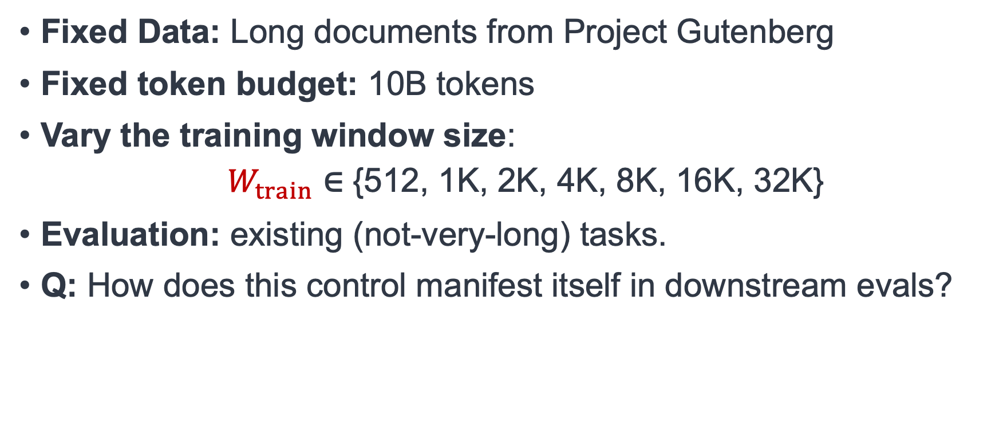 • Fixed Data: Long documents from Project Gutenberg
• Fixed token budget: 10B tokens
• Vary the training window size:
W_train ∈ {512, 1K, 2K, 4K, 8K, 16K, 32K}
• Evaluation: existing (not-very-long) tasks.
• Q: How does this control manifest itself in downstream evals?